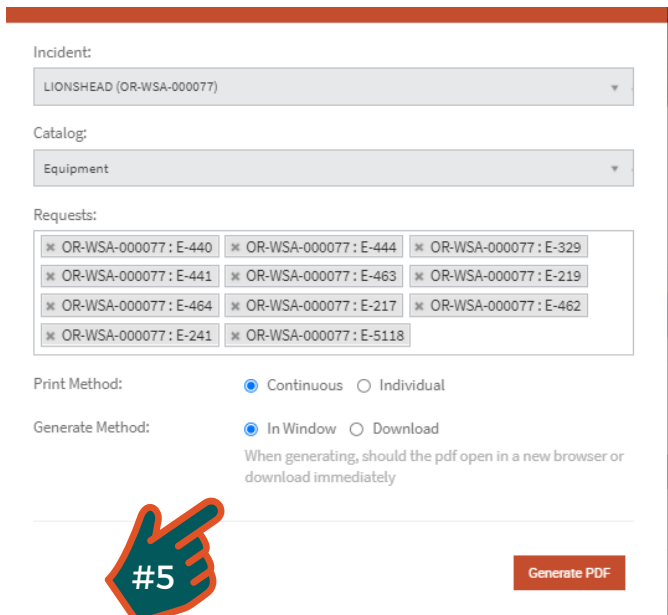 Incident:
LIONSHEAD (OR-WSA-000077)
Catalog:
Equipment
Requests:
× OR-WSA-000077 : E-440 × OR-WSA-000077 : E-444 × OR-WSA-000077 : E-329
× OR-WSA-000077 : E-441 × OR-WSA-000077 : E-463 × OR-WSA-000077 : E-219
× OR-WSA-000077 : E-464 × OR-WSA-000077 : E-217 × OR-WSA-000077 : E-462
× OR-WSA-000077 : E-241 × OR-WSA-000077 : E-5118
Print Method: Continuous Individual
Generate Method: In Window Download
When generating, should the pdf open in a new browser or
download immediately
#5
Generate PDF